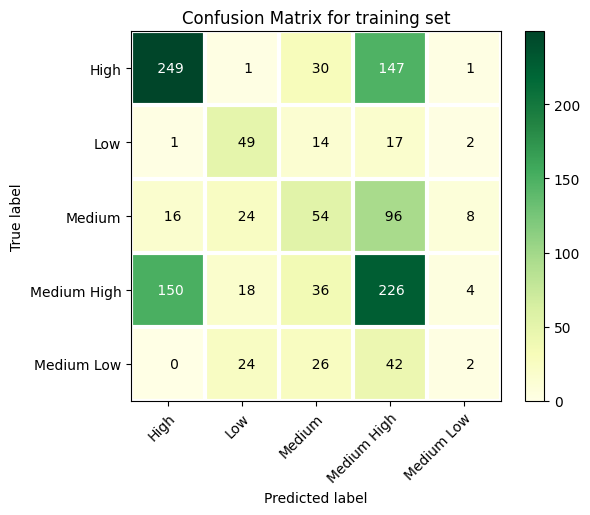 Confusion Matrix for training set
High 249 1 30 147 1
Low 1 49 14 17 2
Medium 16 24 54 96 8
Medium High 150 18 36 226 4
Medium Low 0 24 26 42 2
High Low Medium Medium High Medium Low
Predicted label
True label
200
150
100
50
0